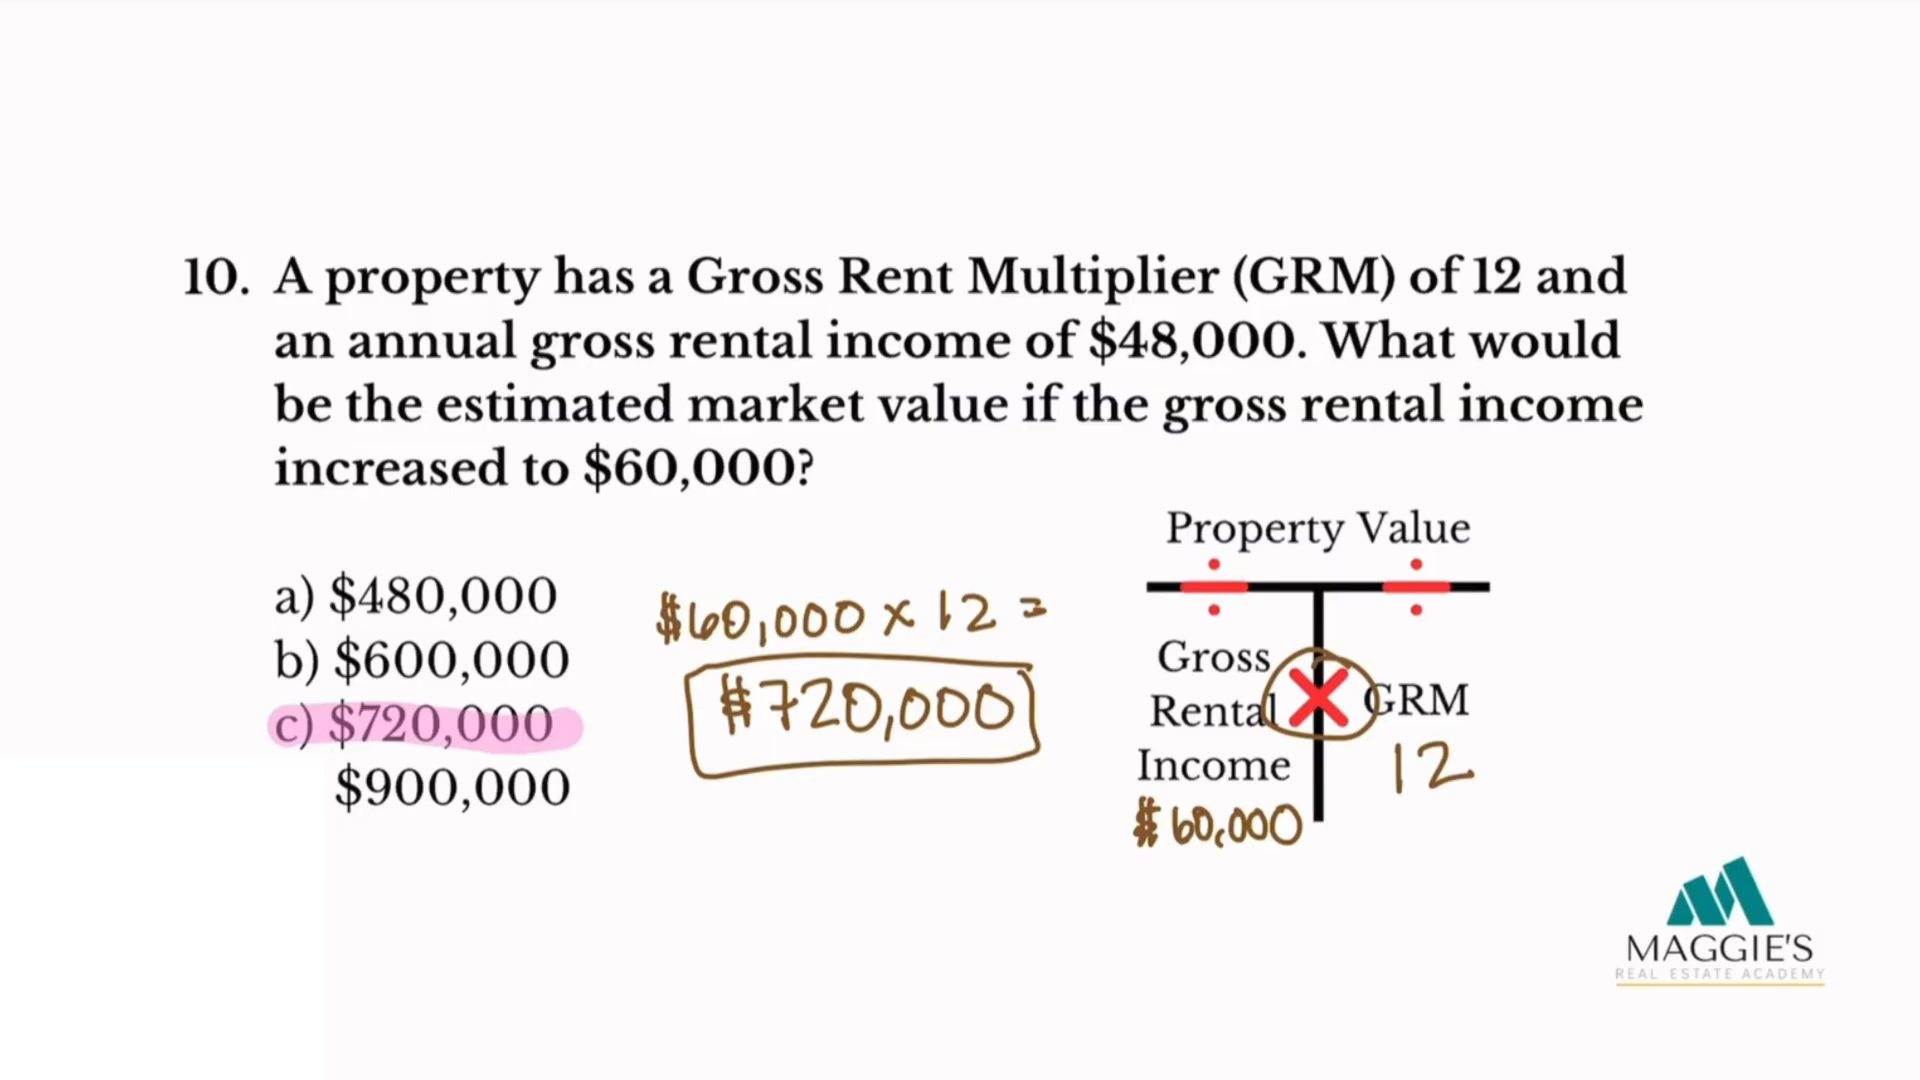 10. A property has a Gross Rent Multiplier (GRM) of 12 and
an annual gross rental income of $48,000. What would
be the estimated market value if the gross rental income
increased to $60,000?
a) $480,000
b) $600,000
c) $720,000
$900,000
$60,000 x 12 =
$720,000
Property Value
Gross
Rental
Income
$60,000
GRM
12
MAGGIE'S
REAL ESTATE ACADEMY